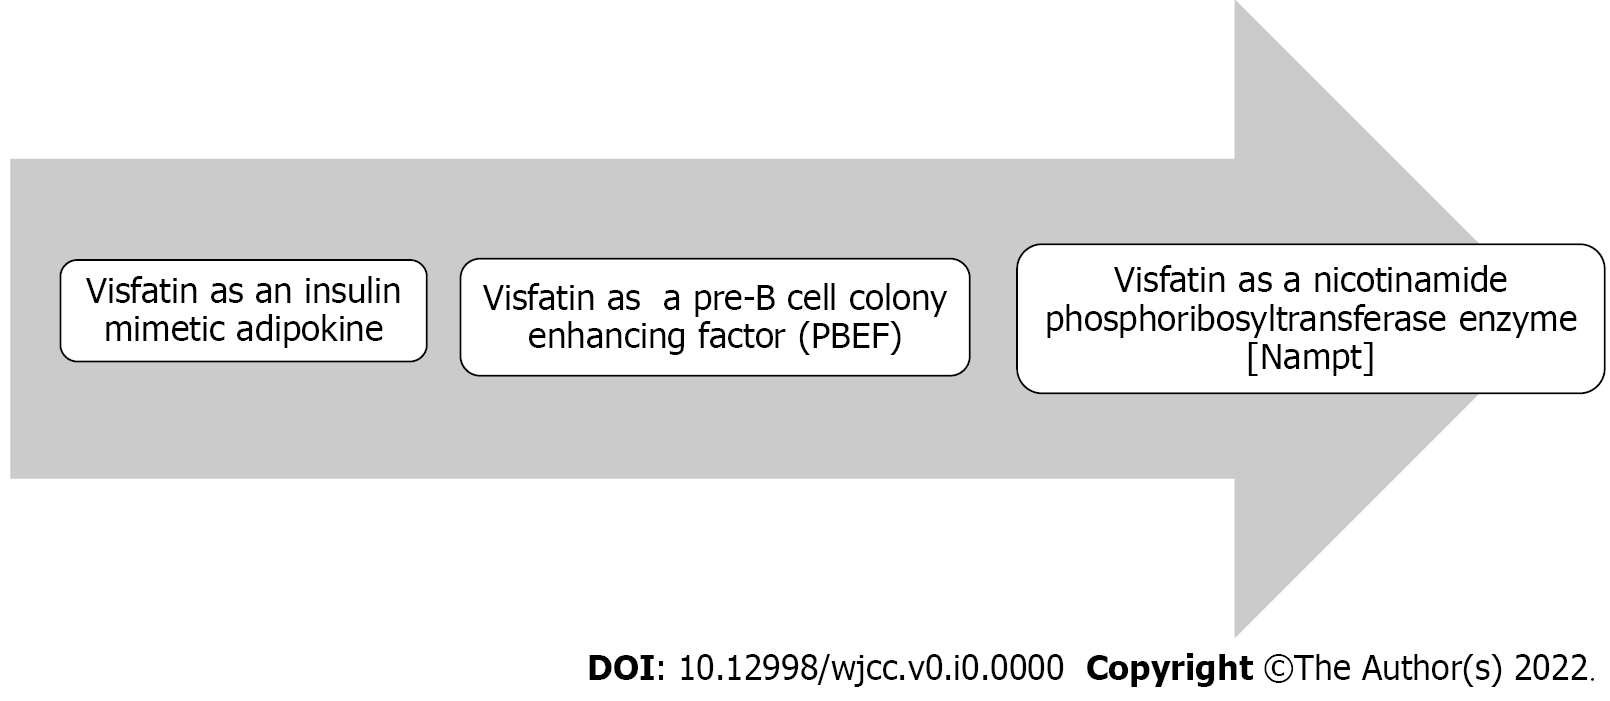 Visfatin as an insulin
mimetic adipokine
Visfatin as  a pre-B cell colony
enhancing factor (PBEF)
Visfatin as a nicotinamide
phosphoribosyltransferase enzyme
[Nampt]
DOI: 10.12998/wjcc.v0.i0.0000  Copyright ©The Author(s) 2022.